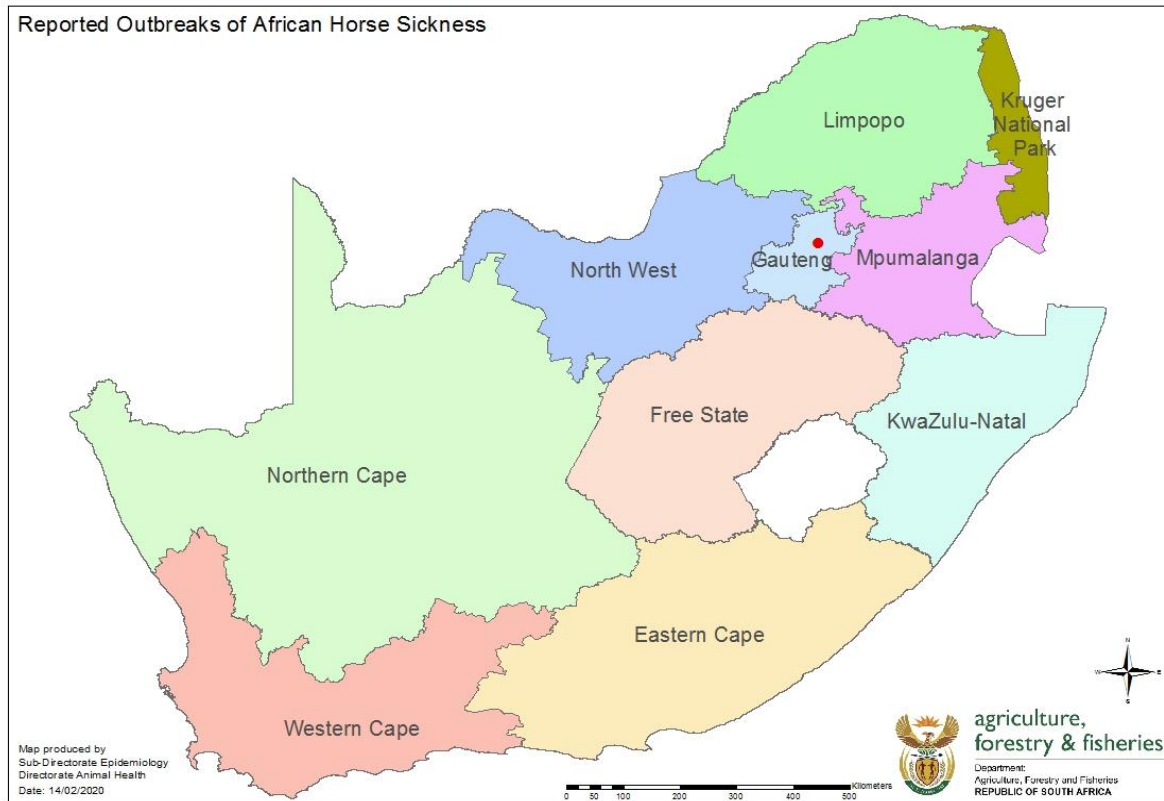 Reported Outbreaks of African Horse Sickness
Limpopo
Kruger
National
Park
North West
Gauteng
Mpumalanga
Free State
KwaZulu-Natal
Northern Cape
Eastern Cape
Western Cape
N
W
E
S
Map produced by
Sub-Directorate Epidemiology
Directorate Animal Health
Date: 14/02/2020
Kilometers
0 50 100 200 300 400 500
agriculture,
forestry & fisheries
Department:
Agriculture, Forestry and Fisheries
REPUBLIC OF SOUTH AFRICA